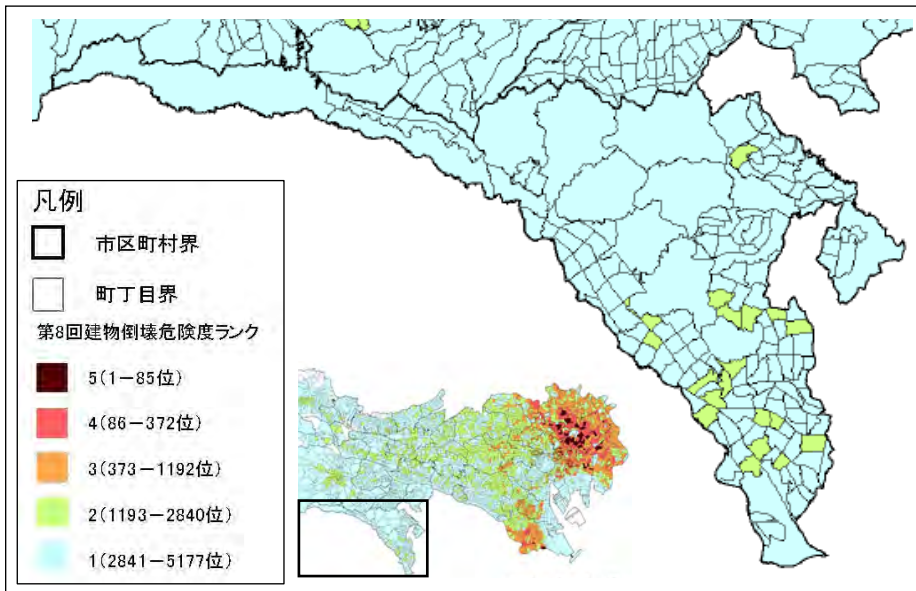 凡例
市区町村界
町丁目界
第8回建物倒壊危険度ランク
5(1-85位)
4(86-372位)
3(373-1192位)
2(1193-2840位)
1(2841-5177位)